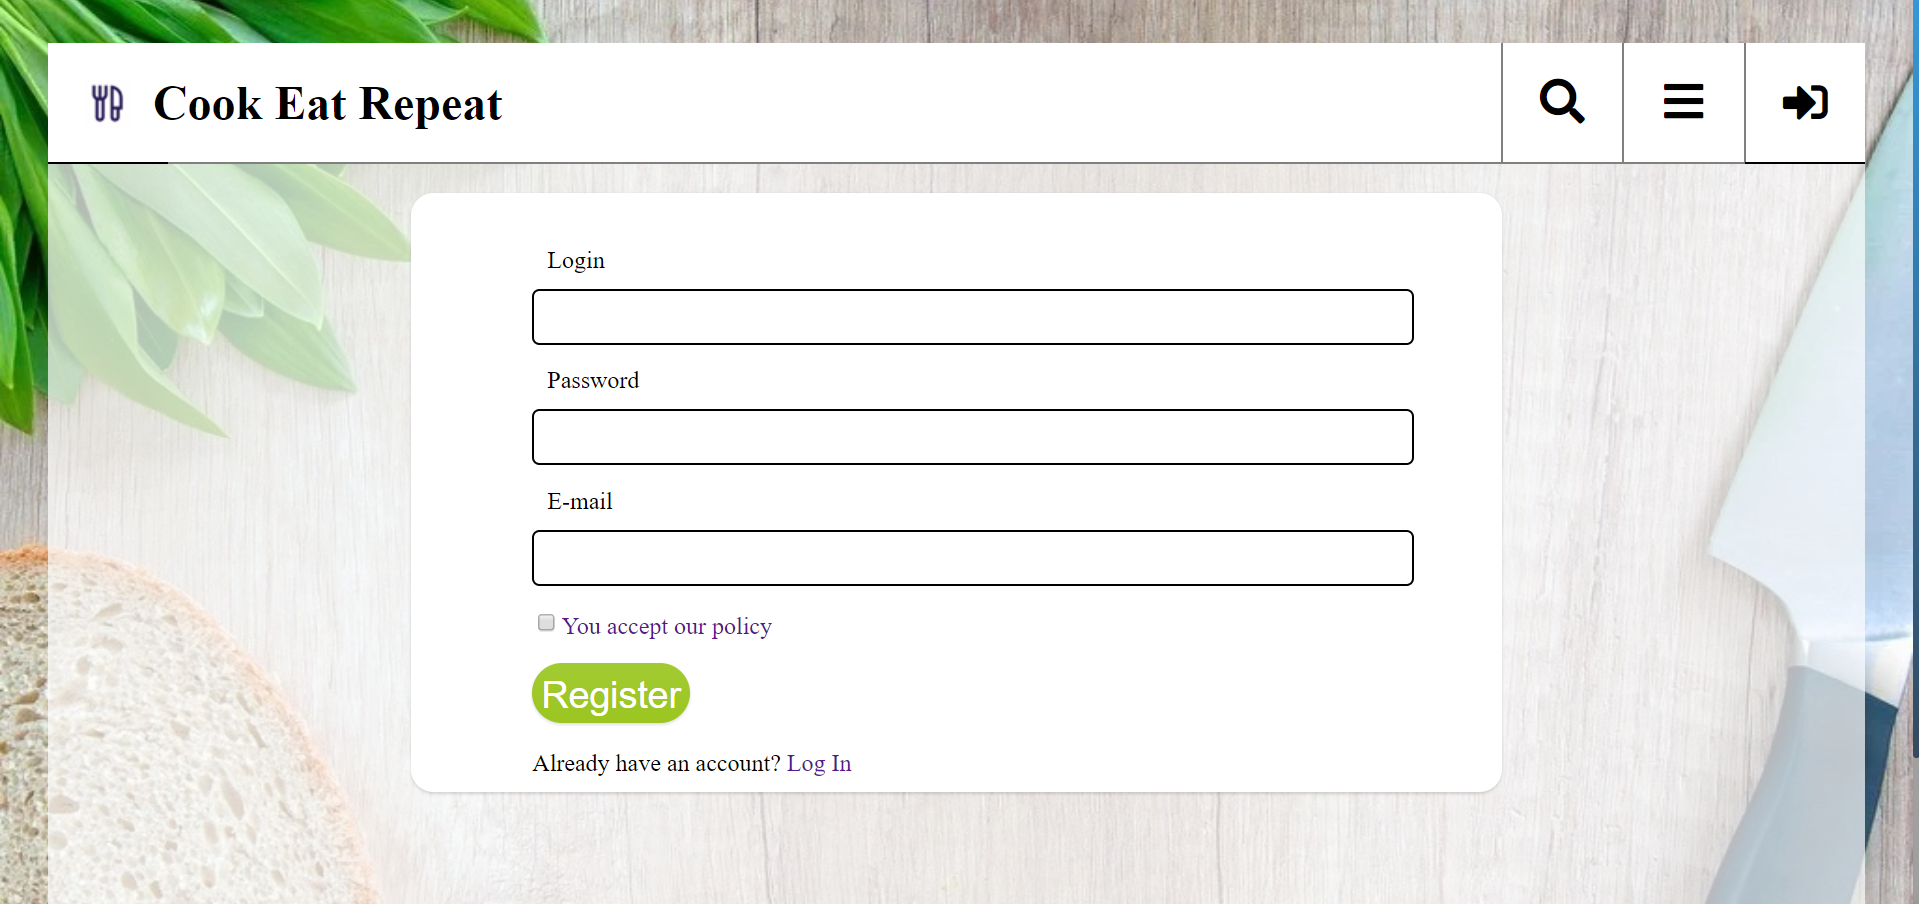 Cook Eat Repeat
Login
Password
E-mail
You accept our policy
Register
Already have an account? Log In